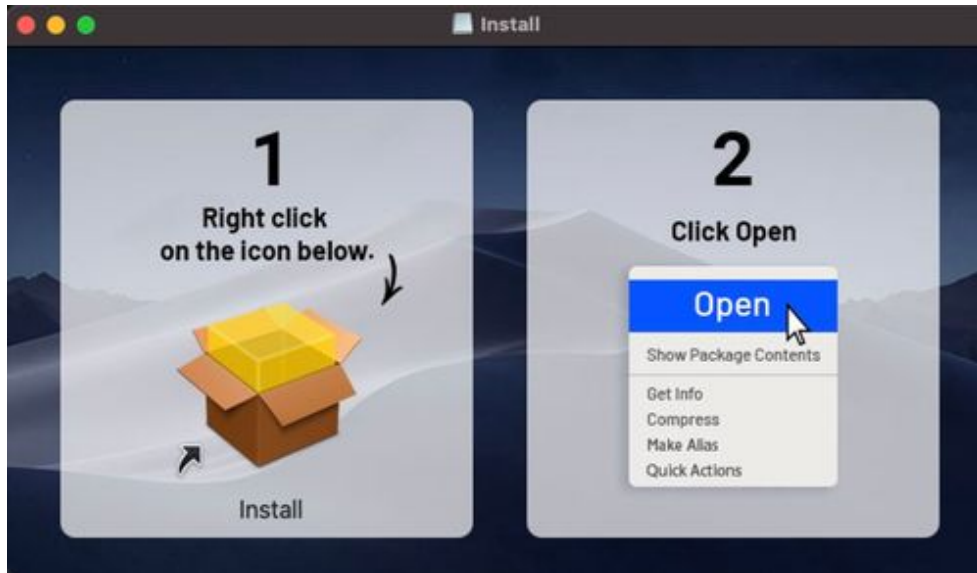 Install
1
Right click
on the icon below.
Install
2
Click Open
Open
Show Package Contents
Get Info
Compress
Make Alias
Quick Actions